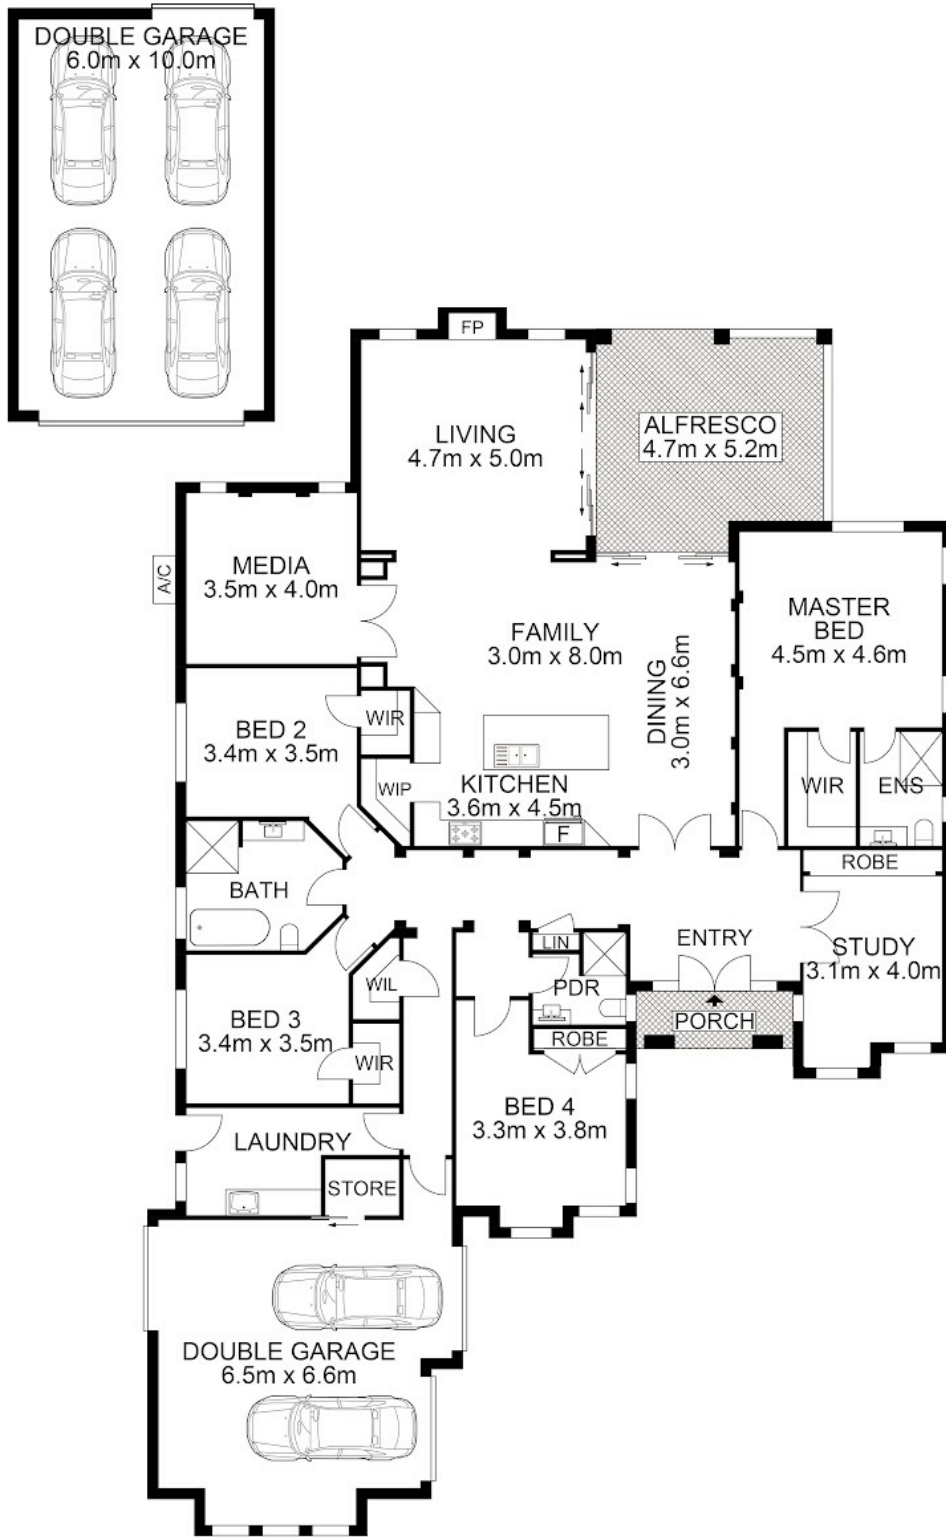 DOUBLE GARAGE
6.0m x 10.0m
FP
LIVING
4.7m x 5.0m
ALFRESCO
4.7m x 5.2m
A/C
MEDIA
3.5m x 4.0m
FAMILY
3.0m x 8.0m
DINING
3.0m x 6.6m
MASTER
BED
4.5m x 4.6m
BED 2
3.4m x 3.5m
WIR
WIP
KITCHEN
3.6m x 4.5m
F
WIR
ENS
ROBE
BATH
LIN
ENTRY
STUDY
3.1m x 4.0m
WIL
PDR
PORCH
BED 3
3.4m x 3.5m
WIR
ROBE
BED 4
3.3m x 3.8m
LAUNDRY
STORE
DOUBLE GARAGE
6.5m x 6.6m